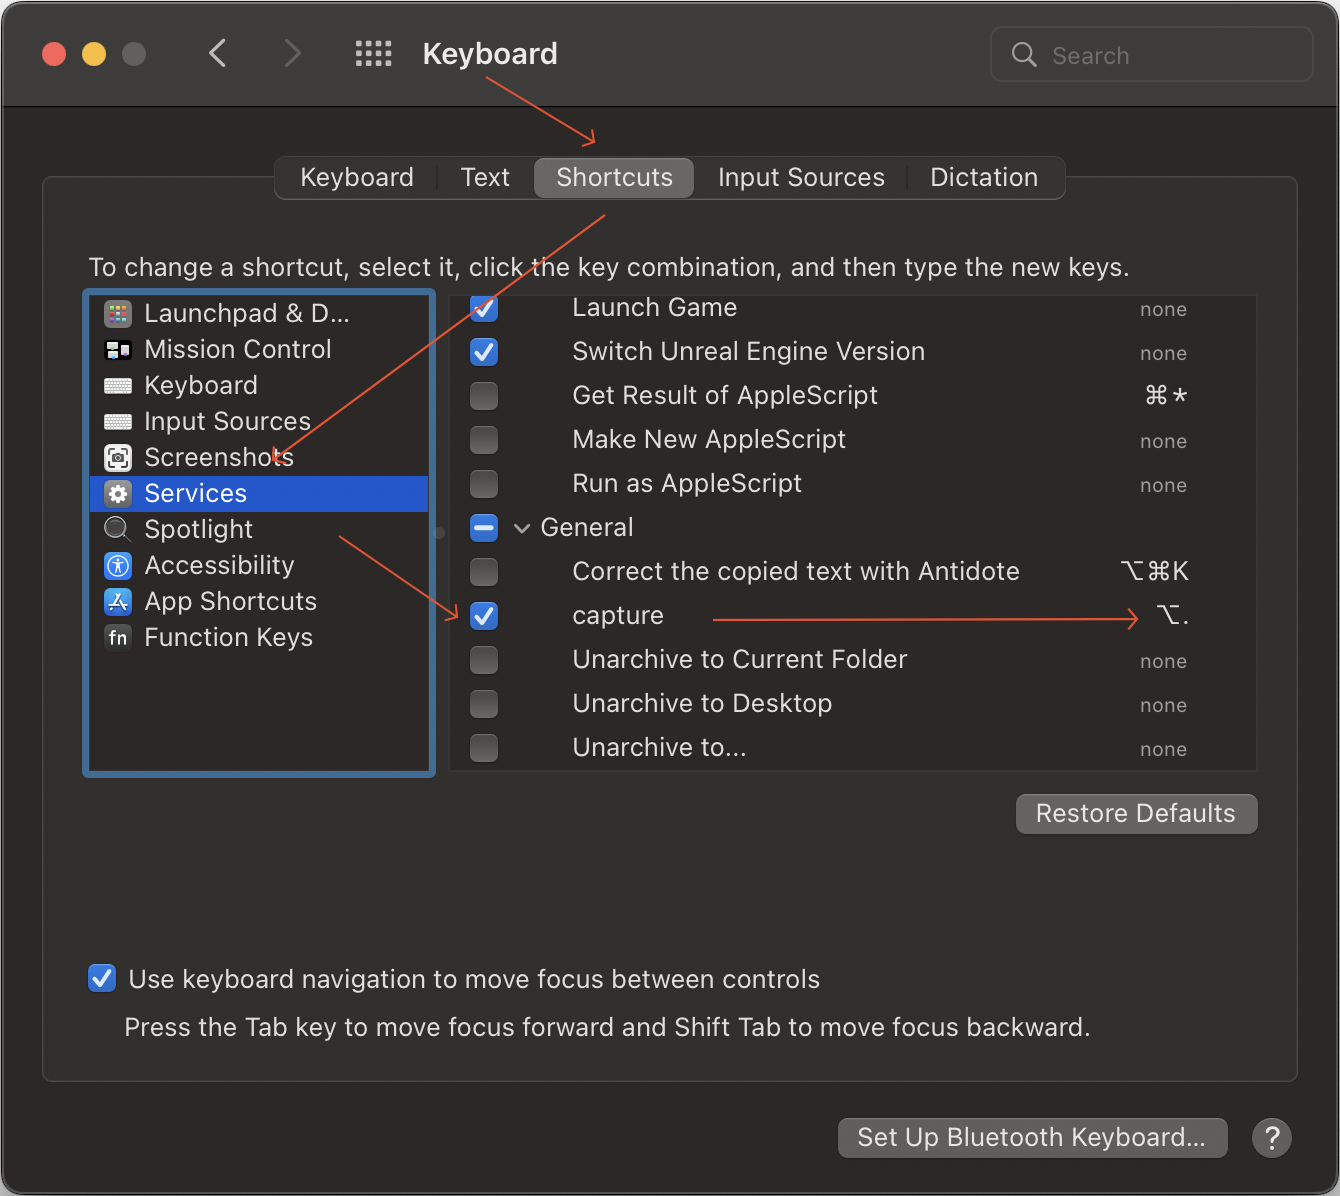 Keyboard
Search
Keyboard Text Shortcuts Input Sources Dictation
To change a shortcut, select it, click the key combination, and then type the new keys.
Launchpad & D...
Mission Control
Keyboard
Input Sources
Screenshots
Services
Spotlight
Accessibility
App Shortcuts
fn Function Keys
Launch Game none
Switch Unreal Engine Version none
Get Result of AppleScript ⌘*
Make New AppleScript none
Run as AppleScript none
General
Correct the copied text with Antidote ⌥⌘K
capture ⌥.
Unarchive to Current Folder none
Unarchive to Desktop none
Unarchive to... none
Restore Defaults
Use keyboard navigation to move focus between controls
Press the Tab key to move focus forward and Shift Tab to move focus backward.
Set Up Bluetooth Keyboard... ?